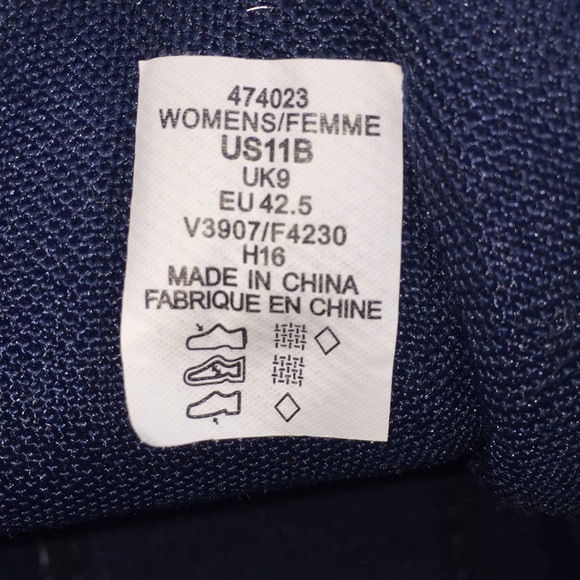 474023
WOMENS/FEMME
US11B
UK9
EU 42.5
V3907/F4230
H16
MADE IN CHINA
FABRIQUE EN CHINE